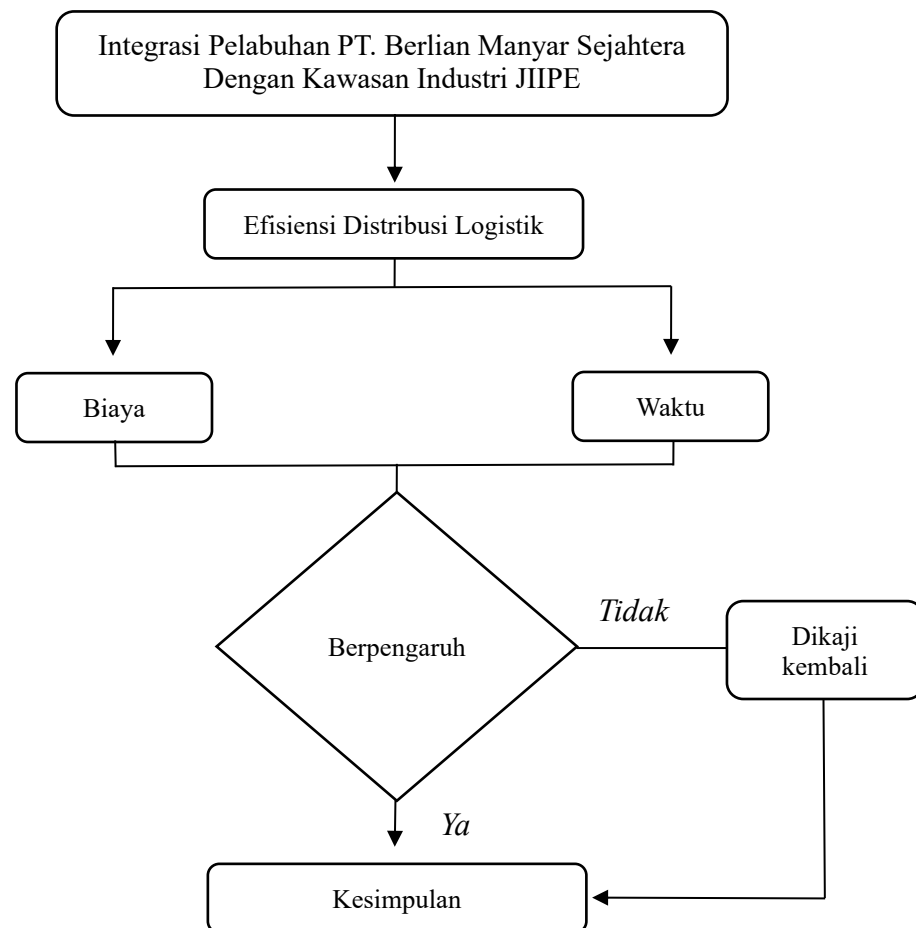 Integrasi Pelabuhan PT. Berlian Manyar Sejahtera
Dengan Kawasan Industri JIIPE
Efisiensi Distribusi Logistik
Biaya
Waktu
Berpengaruh
Tidak
Dikaji
kembali
Ya
Kesimpulan